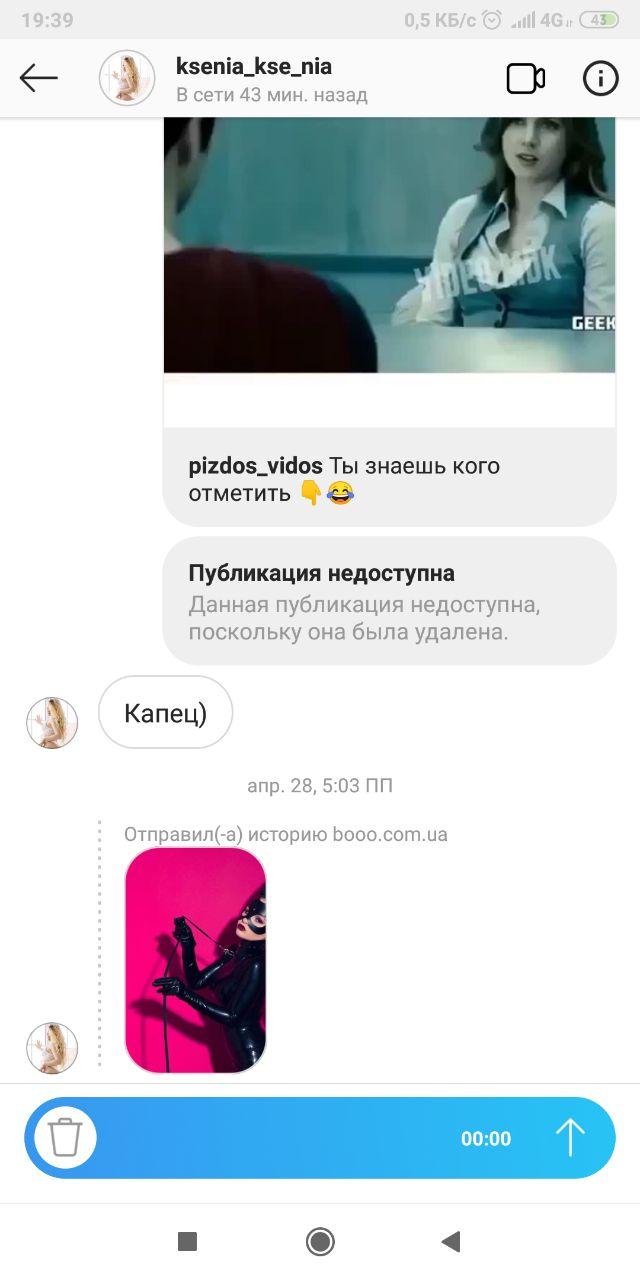 19:39
0,5 КБ/с 4G 43
ksenia_kse_nia
В сети 43 мин. назад
VIDEO.MDK
GEEK
pizdos_vidos Ты знаешь кого
отметить 👇😂
Публикация недоступна
Данная публикация недоступна,
поскольку она была удалена.
Капец)
апр. 28, 5:03 ПП
Отправил(-а) историю booo.com.ua
00:00